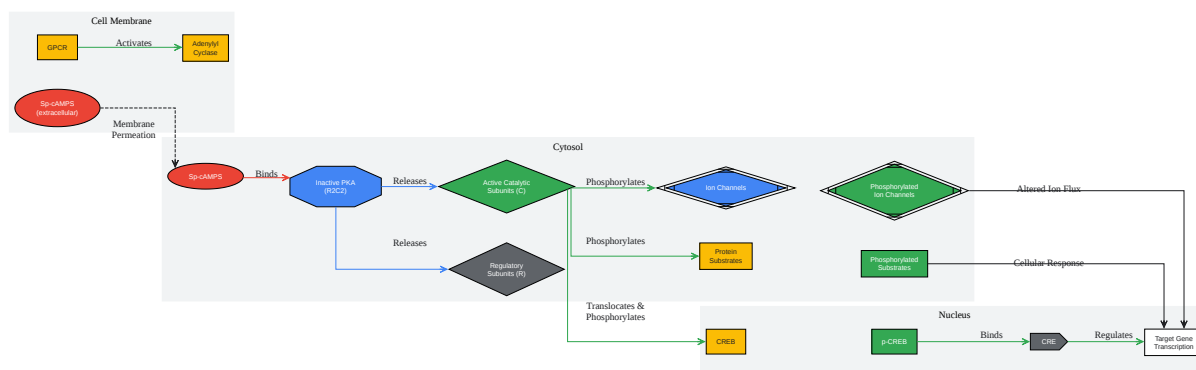 Cell Membrane
GPCR
Activates
Adenylyl
Cyclase
Sp-cAMPS
(extracellular)
Membrane
Permeation
Cytosol
Sp-cAMPS
Binds
Inactive PKA
(R2C2)
Releases
Active Catalytic
Subunits (C)
Phosphorylates
Ion Channels
Phosphorylated
Ion Channels
Altered Ion Flux
Releases
Regulatory
Subunits (R)
Phosphorylates
Protein
Substrates
Phosphorylated
Substrates
Cellular Response
Translocates &
Phosphorylates
Nucleus
CREB
p-CREB
Binds
CRE
Regulates
Target Gene
Transcription